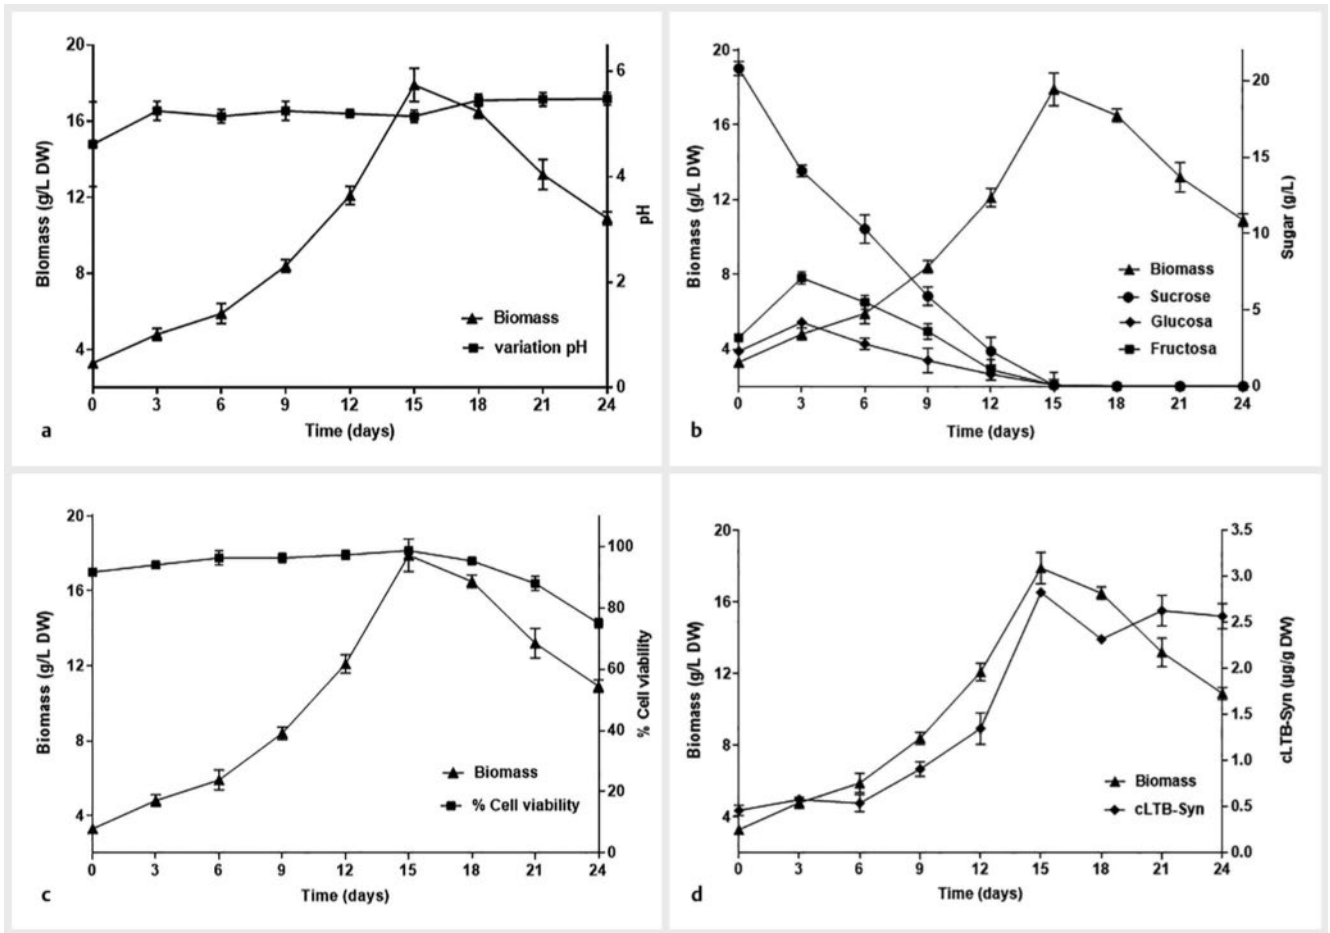 20
16
12
8
4
Biomass (g/L DW)
6
4
2
0
pH
Biomass
variation pH
0 3 6 9 12 15 18 21 24
Time (days)
a
20
16
12
8
4
Biomass (g/L DW)
20
15
10
5
0
Sugar (g/L)
Biomass
Sucrose
Glucosa
Fructosa
0 3 6 9 12 15 18 21 24
Time (days)
b
20
16
12
8
4
Biomass (g/L DW)
100
80
60
40
20
0
% Cell viability
Biomass
% Cell viability
0 3 6 9 12 15 18 21 24
Time (days)
c
20
16
12
8
4
Biomass (g/L DW)
3.5
3.0
2.5
2.0
1.5
1.0
0.5
0.0
cLTB-Syn (µg/g DW)
Biomass
cLTB-Syn
0 3 6 9 12 15 18 21 24
Time (days)
d